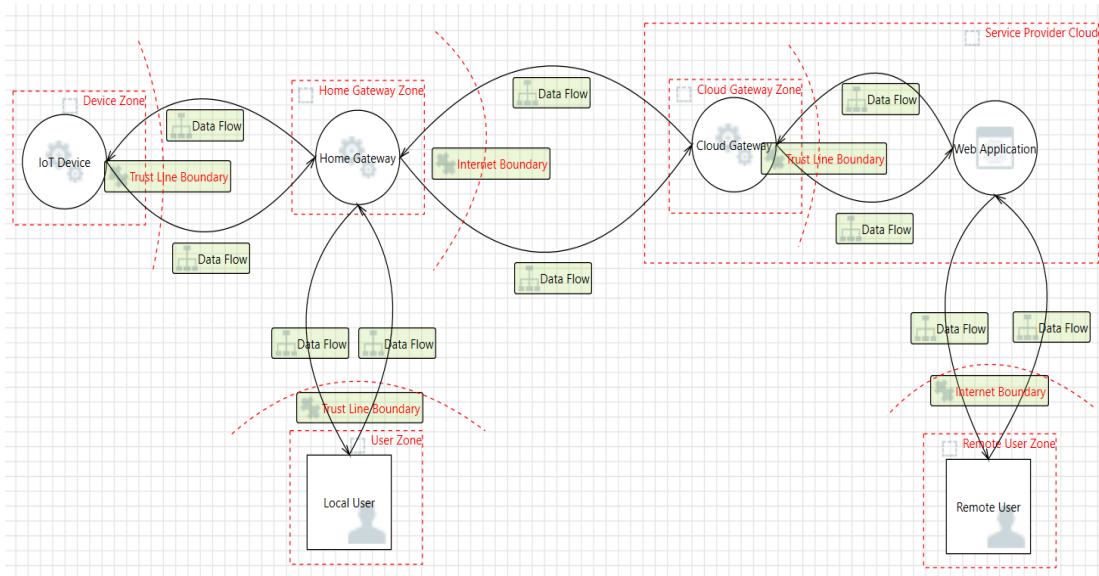 Service Provider Cloud
Device Zone
Home Gateway Zone
Cloud Gateway Zone
Data Flow
Data Flow
Data Flow
IoT Device
Home Gateway
Cloud Gateway
Web Application
Trust Line Boundary
Internet Boundary
Trust Line Boundary
Data Flow
Data Flow
Data Flow
Data Flow
Data Flow
Data Flow
Data Flow
Trust Line Boundary
Internet Boundary
User Zone
Remote User Zone
Local User
Remote User